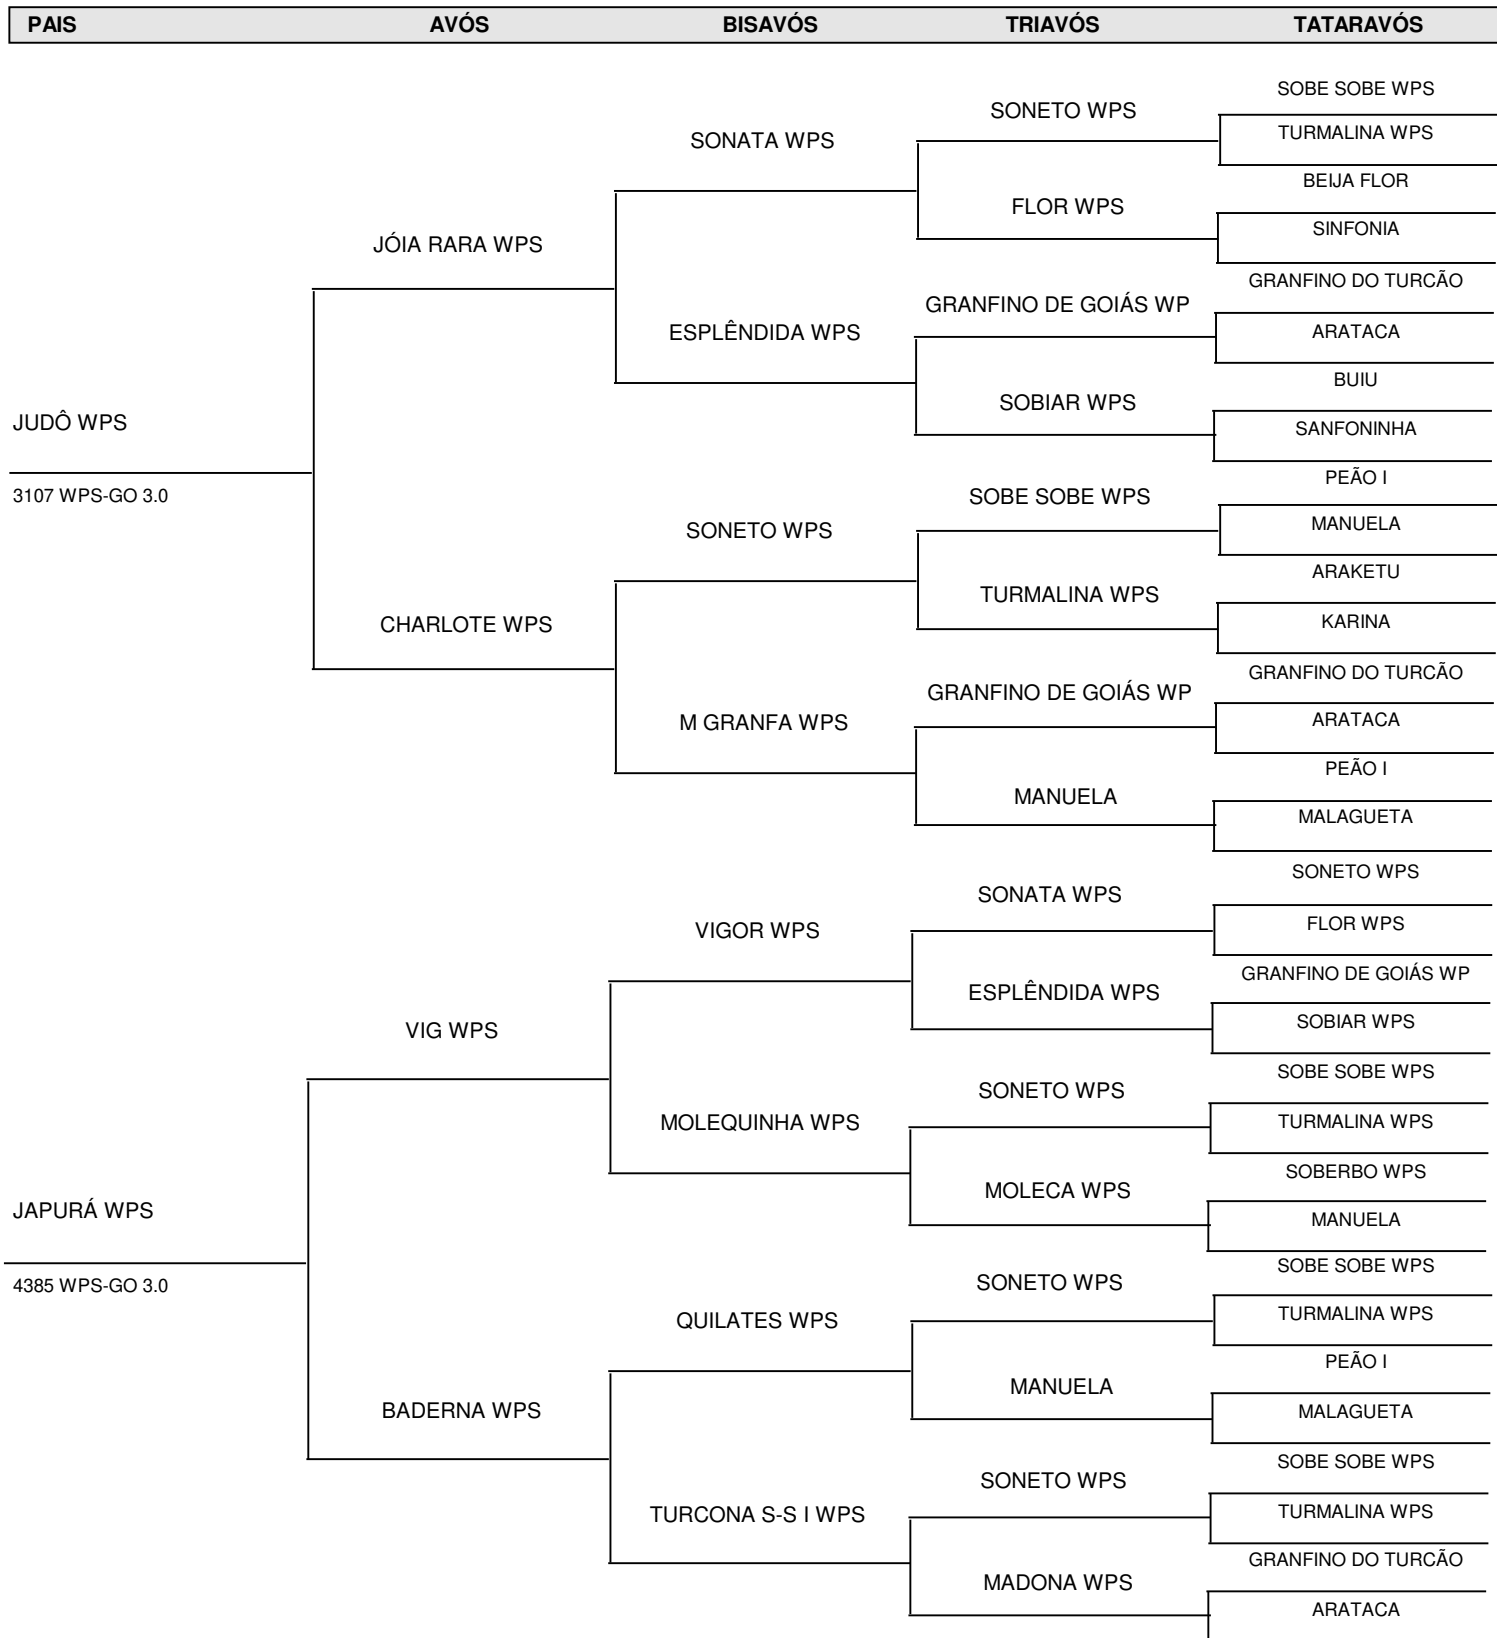 PAIS AVÓS BISAVÓS TRIAVÓS TATARAVÓS
SOBE SOBE WPS
SONETO WPS
TURMALINA WPS
SONATA WPS
BEIJA FLOR
FLOR WPS
SINFONIA
JÓIA RARA WPS
GRANFINO DO TURCÃO
GRANFINO DE GOIÁS WP
ARATACA
ESPLÊNDIDA WPS
BUIU
SOBIAR WPS
SANFONINHA
JUDÔ WPS
3107 WPS-GO 3.0
PEÃO I
SOBE SOBE WPS
MANUELA
SONETO WPS
ARAKETU
TURMALINA WPS
KARINA
CHARLOTE WPS
GRANFINO DO TURCÃO
GRANFINO DE GOIÁS WP
ARATACA
M GRANFA WPS
PEÃO I
MANUELA
MALAGUETA
SONETO WPS
SONATA WPS
FLOR WPS
VIGOR WPS
GRANFINO DE GOIÁS WP
ESPLÊNDIDA WPS
SOBIAR WPS
VIG WPS
SOBE SOBE WPS
SONETO WPS
TURMALINA WPS
MOLEQUINHA WPS
SOBERBO WPS
MOLECA WPS
MANUELA
JAPURÁ WPS
4385 WPS-GO 3.0
SOBE SOBE WPS
SONETO WPS
TURMALINA WPS
QUILATES WPS
PEÃO I
MANUELA
MALAGUETA
BADERNA WPS
SOBE SOBE WPS
SONETO WPS
TURMALINA WPS
TURCONA S-S I WPS
GRANFINO DO TURCÃO
MADONA WPS
ARATACA